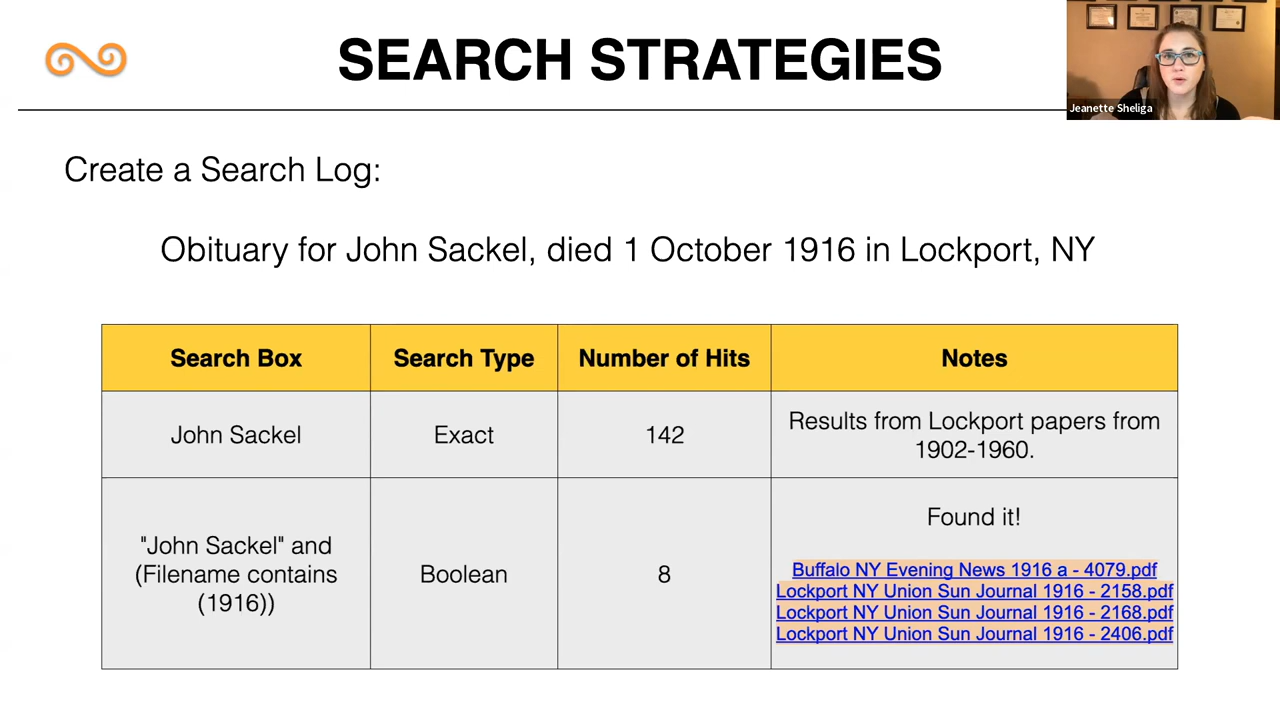 SEARCH STRATEGIES
Jeanette Sheliga
Create a Search Log:
Obituary for John Sackel, died 1 October 1916 in Lockport, NY
Search Box
Search Type
Number of Hits
Notes
John Sackel
Exact
142
Results from Lockport papers from
1902-1960.
"John Sackel" and
(Filename contains
(1916))
Boolean
8
Found it!
Buffalo NY Evening News 1916 a - 4079.pdf
Lockport NY Union Sun Journal 1916 - 2158.pdf
Lockport NY Union Sun Journal 1916 - 2168.pdf
Lockport NY Union Sun Journal 1916 - 2406.pdf